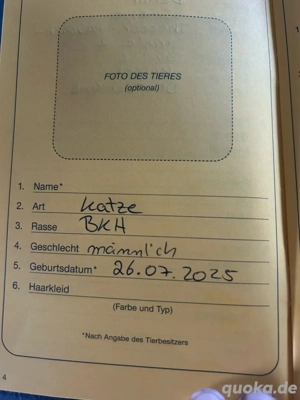 FOTO DES TIERES
(optional)
1. Name*
2. Art Katze
3. Rasse BKH
4. Geschlecht männlich
5. Geburtsdatum* 26.07.2025
6. Haarkleid
(Farbe und Typ)
*Nach Angabe des Tierbesitzers
4
quoka.de